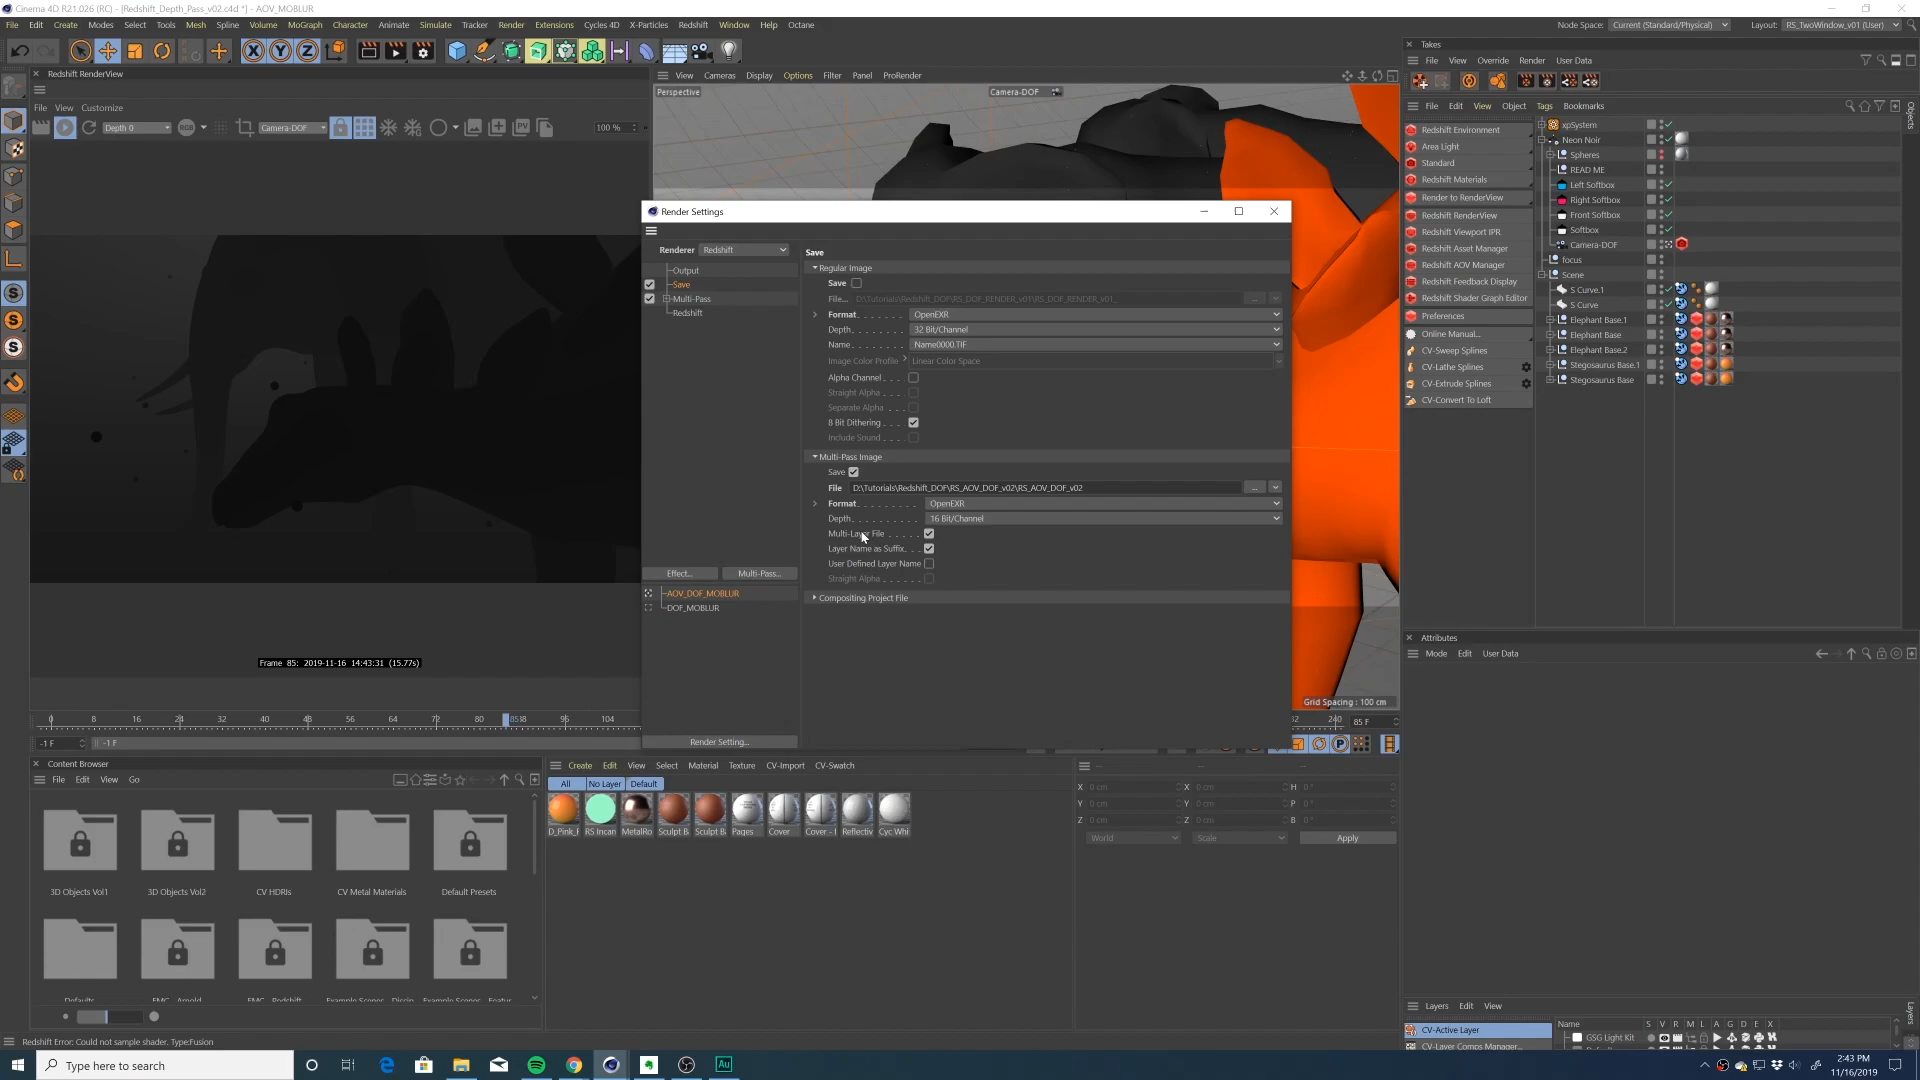 Cinema 4D R21.026 (RC) - [Redshift_Depth_Pass_v02.c4d *] - AOV_MOBLUR
File Edit Create Modes Select Tools Mesh Spline Volume MoGraph Character Animate Simulate Tracker Render Extensions Cycles 4D X-Particles Redshift Window Help Octane
Node Space: Current (Standard/Physical) Layout: RS_TwoWindow_v01 (User)
Redshift RenderView
File View Customize
Depth 0
RGB
Camera-DOF
100 %
View Cameras Display Options Filter Panel ProRender
Perspective
Camera-DOF
Takes
File View Override Render User Data
File Edit View Object Tags Bookmarks
Objects
Redshift Environment
Area Light
Standard
Redshift Materials
Render to RenderView
Redshift RenderView
Redshift Viewport IPR
Redshift Asset Manager
Redshift AOV Manager
Redshift Feedback Display
Redshift Shader Graph Editor
Preferences
Online Manual...
CV-Sweep Splines
CV-Lathe Splines
CV-Extrude Splines
CV-Convert To Loft
xpSystem
Neon Noir
Spheres
READ ME
Left Softbox
Right Softbox
Front Softbox
Softbox
Camera-DOF
focus
Scene
S Curve.1
S Curve
Elephant Base.1
Elephant Base
Elephant Base.2
Stegosaurus Base.1
Stegosaurus Base
Render Settings
Renderer Redshift
Output
Save
Multi-Pass
Redshift
Effect... Multi-Pass...
AOV_DOF_MOBLUR
DOF_MOBLUR
Render Setting...
Save
Regular Image
Save
File... D:\Tutorials\Redshift_DOF\RS_DOF_RENDER_v01\RS_DOF_RENDER_v01_
Format OpenEXR
Depth 32 Bit/Channel
Name Name0000.TIF
Image Color Profile Linear Color Space
Alpha Channel
Straight Alpha
Separate Alpha
8 Bit Dithering
Include Sound
Multi-Pass Image
Save
File D:\Tutorials\Redshift_DOF\RS_AOV_DOF_v02\RS_AOV_DOF_v02
Format OpenEXR
Depth 16 Bit/Channel
Multi-Layer File
Layer Name as Suffix
User Defined Layer Name
Straight Alpha
Compositing Project File
Frame 85: 2019-11-16 14:43:31 (15.77s)
Grid Spacing : 100 cm
0 8 16 24 32 40 48 56 64 72 80 85 96 104
240 85 F
-1 F -1 F
Attributes
Mode Edit User Data
Content Browser
File Edit View Go
3D Objects Vol1 3D Objects Vol2 CV HDRIs CV Metal Materials Default Presets
Create Edit View Select Material Texture CV-Import CV-Swatch
All No Layer Default
D_Pink_F RS Incan MetalRo Sculpt B Sculpt B Pages Cover Cover - I Reflectiv Cyc Whi
X 0 cm X 0 cm H 0 °
Y 0 cm Y 0 cm P 0 °
Z 0 cm Z 0 cm B 0 °
World Scale Apply
Layers Edit View
Layers
CV-Active Layer
CV-Layer Comps Manager...
Name S V R M L A G D E X
GSG Light Kit
Redshift Error: Could not sample shader. Type:Fusion
Type here to search
2:43 PM
11/16/2019